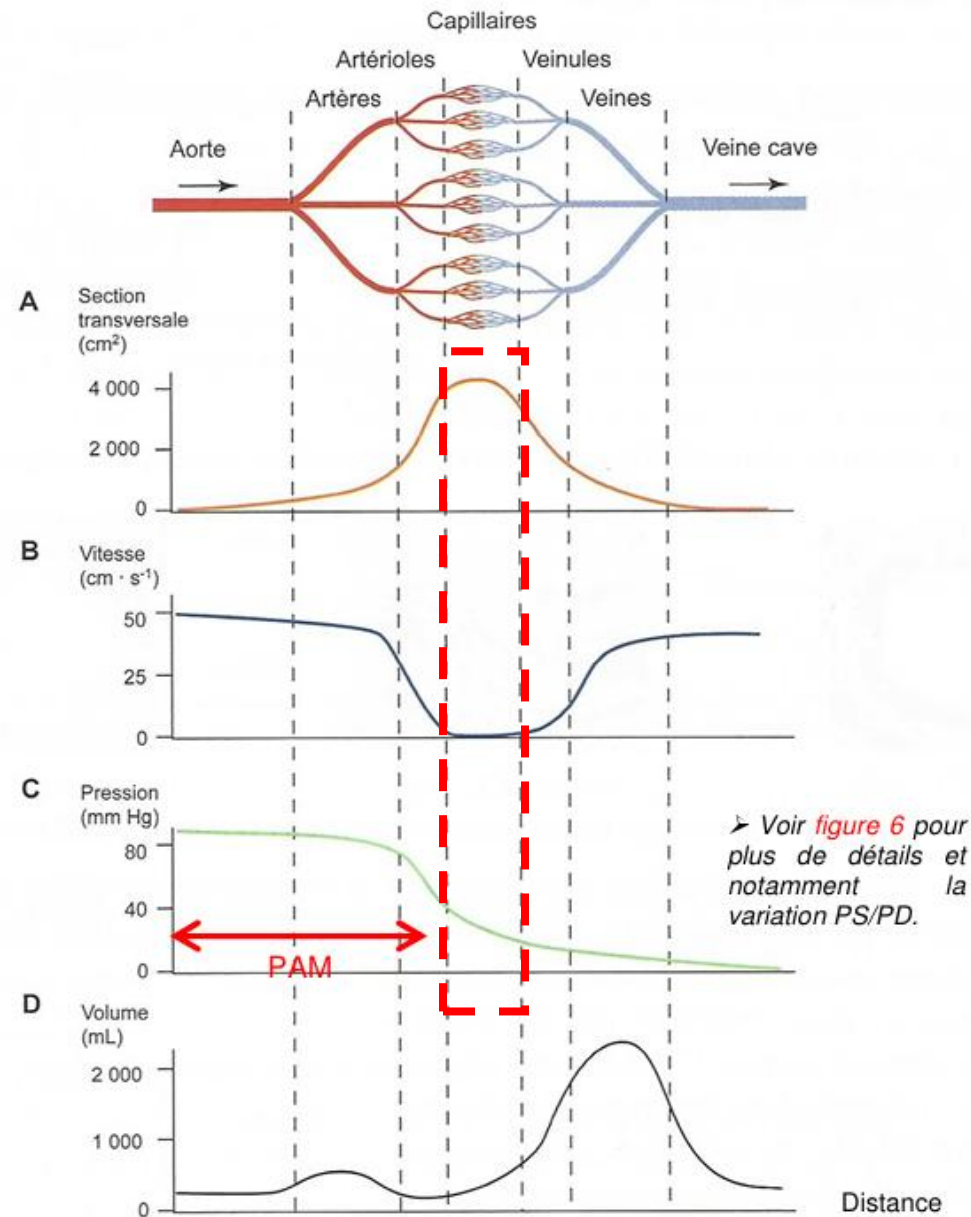 Capillaires
Artérioles
Veinules
Artères
Veines
Aorte
Veine cave
A
Section
transversale
(cm²)
4 000
2 000
0
B
Vitesse
(cm · s⁻¹)
50
25
0
C
Pression
(mm Hg)
80
40
0
PAM
➢ Voir figure 6 pour
plus de détails et
notamment la
variation PS/PD.
D
Volume
(mL)
2 000
1 000
0
Distance